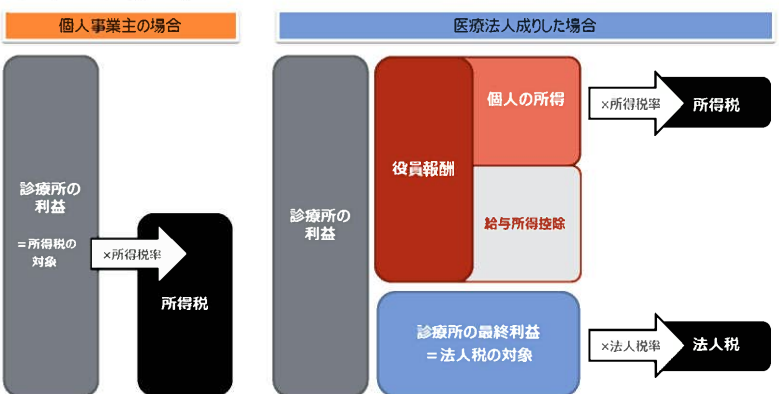 個人事業主の場合
診療所の
利益
＝所得税の
対象
×所得税率
所得税
医療法人成りした場合
診療所の
利益
役員報酬
個人の所得
給与所得控除
×所得税率
所得税
診療所の最終利益
＝法人税の対象
×法人税率
法人税